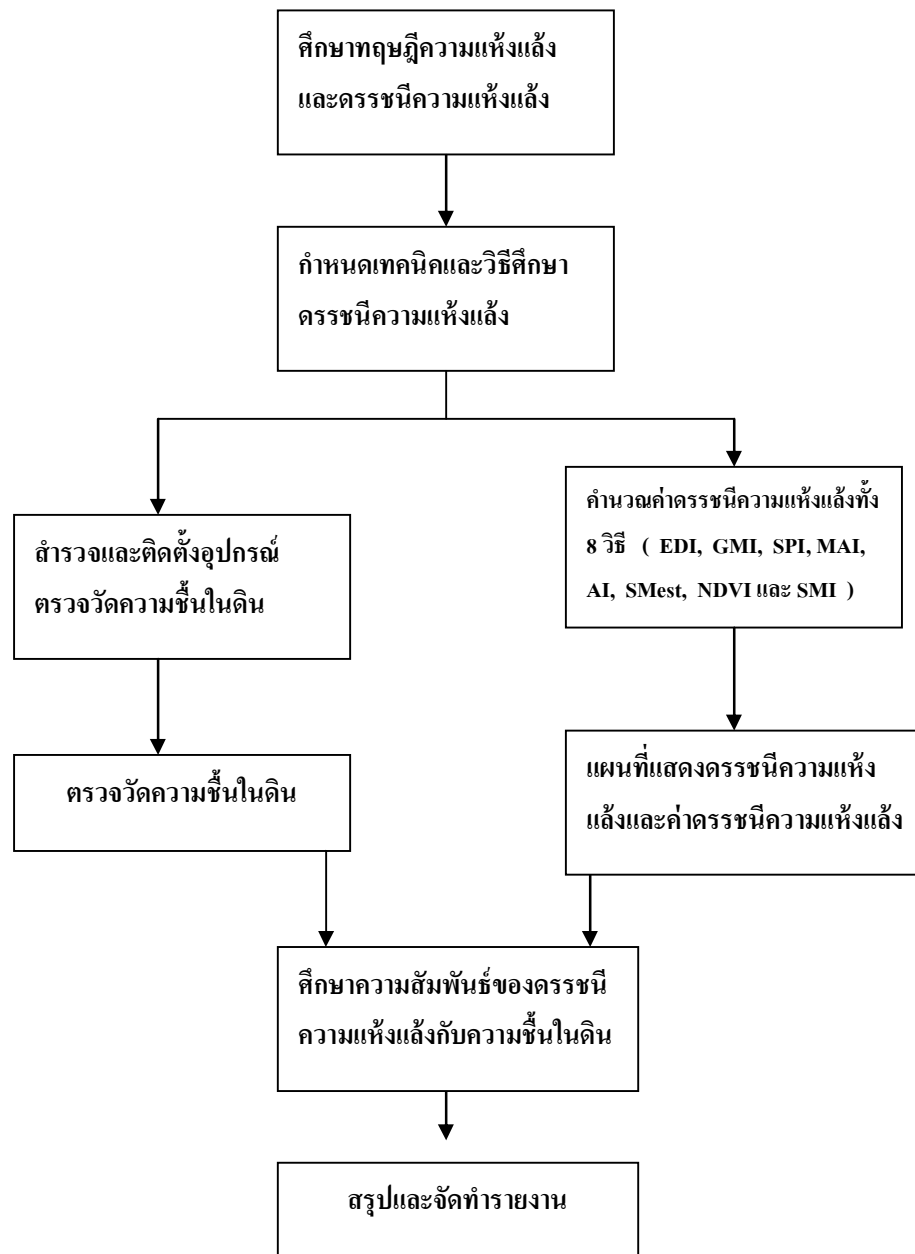 ศึกษาทฤษฎีความแห้งแล้ง
และดรรชนีความแห้งแล้ง
กำหนดเทคนิคและวิธีศึกษา
ดรรชนีความแห้งแล้ง
สำรวจและติดตั้งอุปกรณ์
ตรวจวัดความชื้นในดิน
คำนวณค่าดรรชนีความแห้งแล้งทั้ง
8 วิธี ( EDI, GMI, SPI, MAI,
AI, SMest, NDVI และ SMI )
ตรวจวัดความชื้นในดิน
แผนที่แสดงดรรชนีความแห้ง
แล้งและค่าดรรชนีความแห้งแล้ง
ศึกษาความสัมพันธ์ของดรรชนี
ความแห้งแล้งกับความชื้นในดิน
สรุปและจัดทำรายงาน